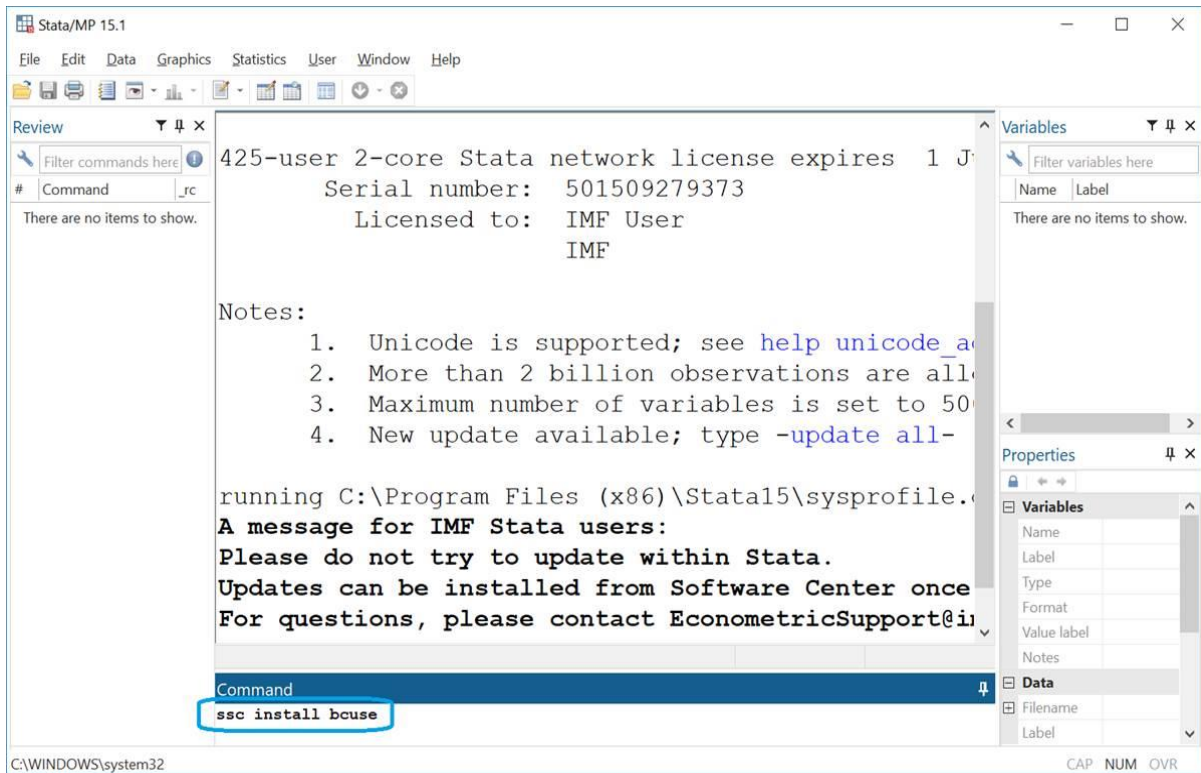 Stata/MP 15.1
File Edit Data Graphics Statistics User Window Help
Review
Filter commands here
# Command _rc
There are no items to show.
425-user 2-core Stata network license expires 1
Serial number: 501509279373
Licensed to: IMF User
IMF
Notes:
1. Unicode is supported; see help
2. More than 2 billion observations are
3. Maximum number of variables is set to
4. New update available; type -update all-
running C:\Program Files (x86)\Stata15\sysprofile.
A message for IMF Stata users:
Please do not try to update within Stata.
Updates can be installed from Software Center once
For questions, please contact
Command
ssc install bcuse
Variables
Filter variables here
Name Label
There are no items to show.
Properties
Variables
Name
Label
Type
Format
Value label
Notes
Data
Filename
Label
C:\WINDOWS\system32
CAP NUM OVR